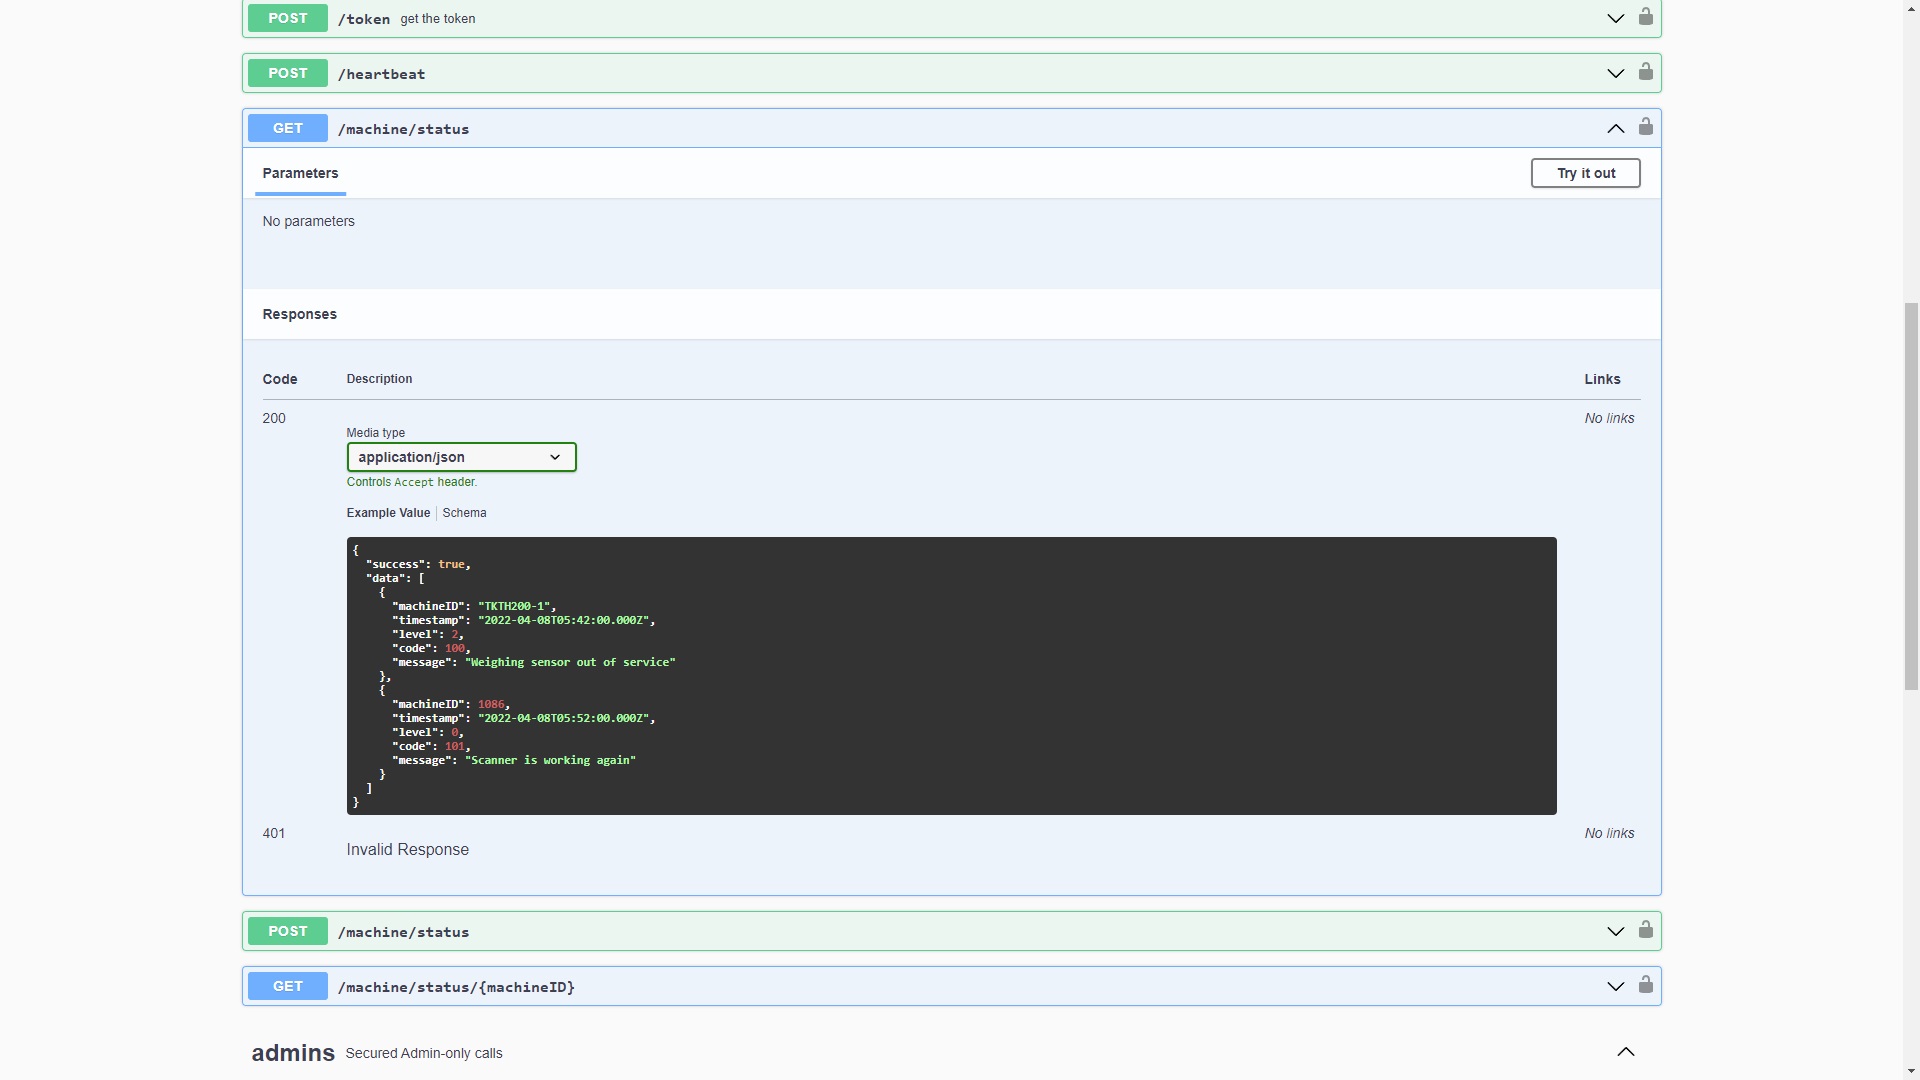 POST /token get the token
POST /heartbeat
GET /machine/status
Parameters Try it out
No parameters
Responses
Code Description Links
200 No links
Media type
application/json
Controls Accept header.
Example Value Schema
{
"success": true,
"data": [
{
"machineID": "TKTH200-1",
"timestamp": "2022-04-08T05:42:00.000Z",
"level": 2,
"code": 100,
"message": "Weighing sensor out of service"
},
{
"machineID": 1086,
"timestamp": "2022-04-08T05:52:00.000Z",
"level": 0,
"code": 101,
"message": "Scanner is working again"
}
]
}
401 No links
Invalid Response
POST /machine/status
GET /machine/status/{machineID}
admins Secured Admin-only calls